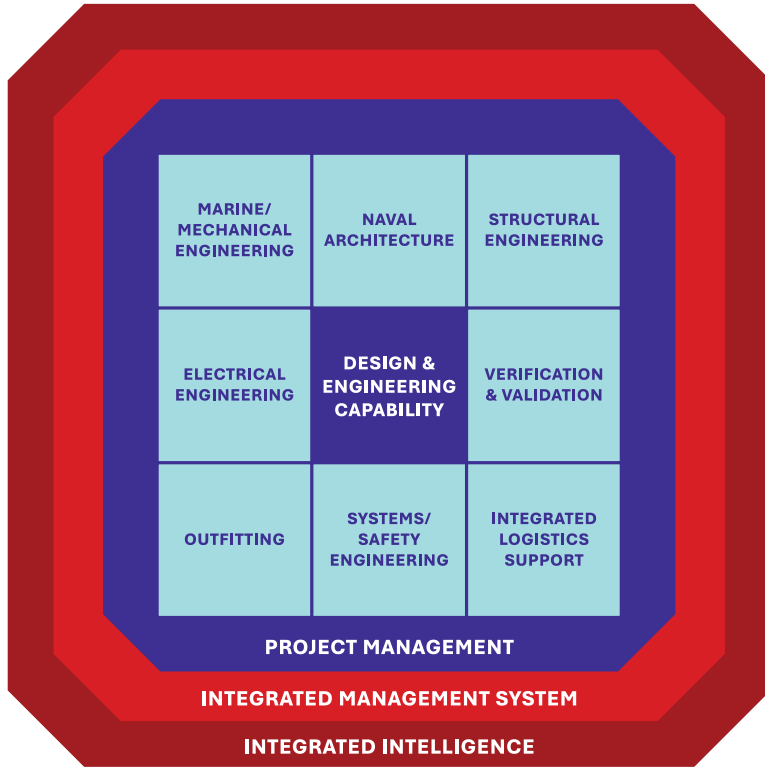 MARINE/
MECHANICAL
ENGINEERING
NAVAL
ARCHITECTURE
STRUCTURAL
ENGINEERING
ELECTRICAL
ENGINEERING
DESIGN &
ENGINEERING
CAPABILITY
VERIFICATION
& VALIDATION
OUTFITTING
SYSTEMS/
SAFETY
ENGINEERING
INTEGRATED
LOGISTICS
SUPPORT
PROJECT MANAGEMENT
INTEGRATED MANAGEMENT SYSTEM
INTEGRATED INTELLIGENCE